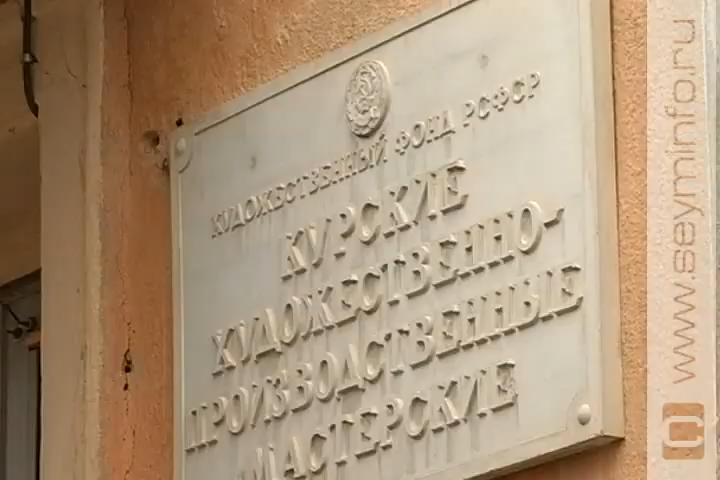 ХУДОЖЕСТВЕННЫЙ ФОНД РСФСР
КУРСКИЕ
ХУДОЖЕСТВЕННО-
ПРОИЗВОДСТВЕННЫЕ
МАСТЕРСКИЕ
www.seyminfo.ru